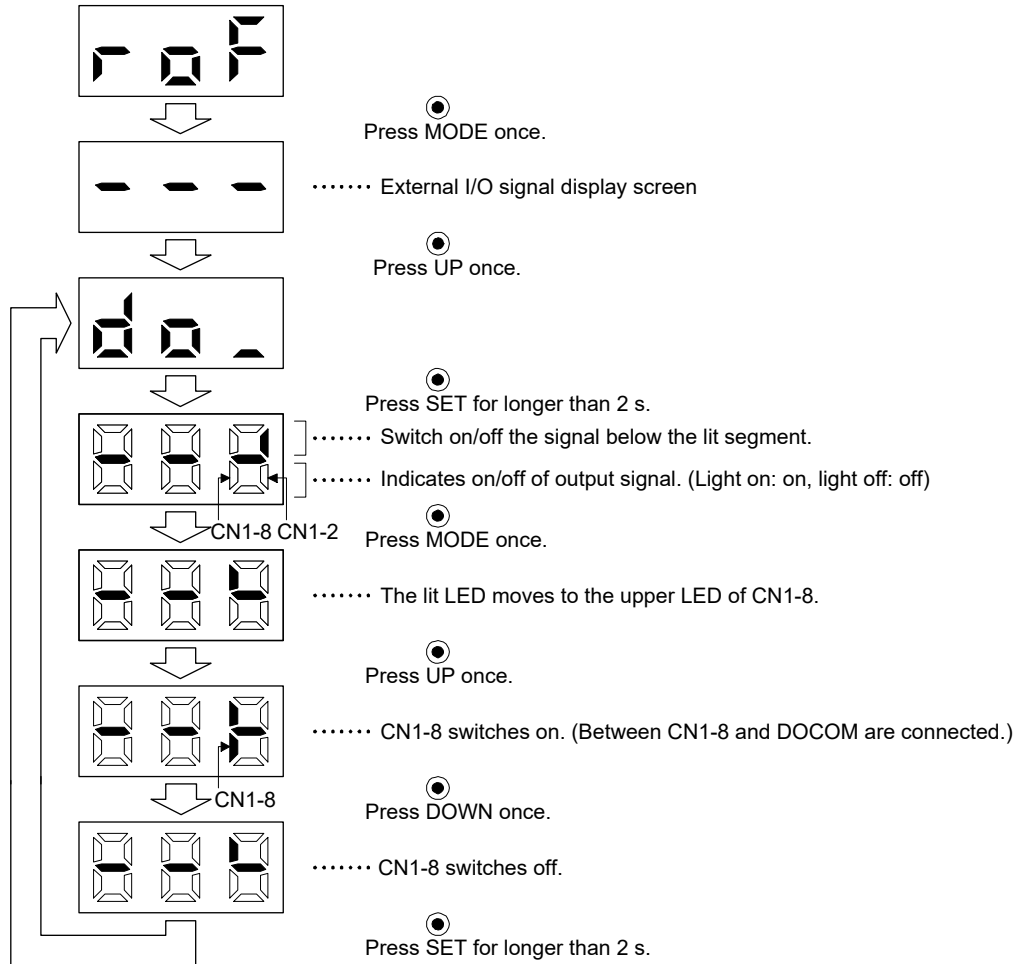 roF
Press MODE once.
- - - ······· External I/O signal display screen
Press UP once.
do_
Press SET for longer than 2 s.
······· Switch on/off the signal below the lit segment.
······· Indicates on/off of output signal. (Light on: on, light off: off)
CN1-8 CN1-2
Press MODE once.
······· The lit LED moves to the upper LED of CN1-8.
Press UP once.
······· CN1-8 switches on. (Between CN1-8 and DOCOM are connected.)
CN1-8
Press DOWN once.
······· CN1-8 switches off.
Press SET for longer than 2 s.